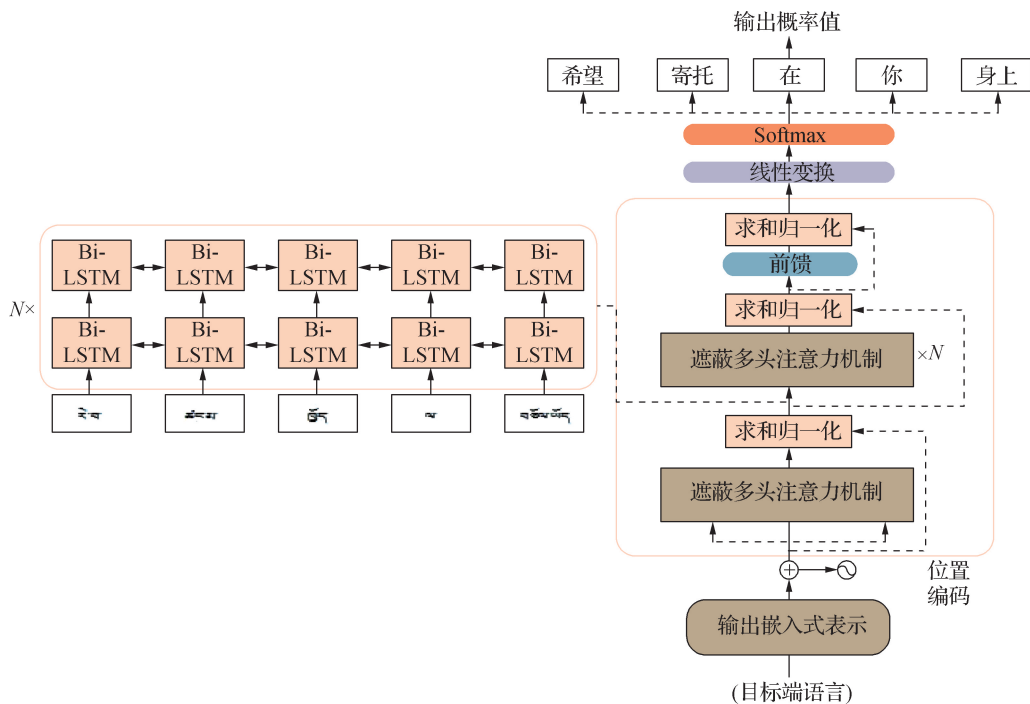 输出概率值
希望 寄托 在 你 身上
Softmax
线性变换
求和归一化
前馈
求和归一化
遮蔽多头注意力机制
×N
求和归一化
遮蔽多头注意力机制
位置
编码
输出嵌入式表示
(目标端语言)
N×
Bi-
LSTM
Bi-
LSTM
Bi-
LSTM
Bi-
LSTM
Bi-
LSTM
Bi-
LSTM
Bi-
LSTM
Bi-
LSTM
Bi-
LSTM
Bi-
LSTM
རེ་བ་ ཚང་མ་ ཁྱོད་ ལ་ བཅོལ་ཡོད